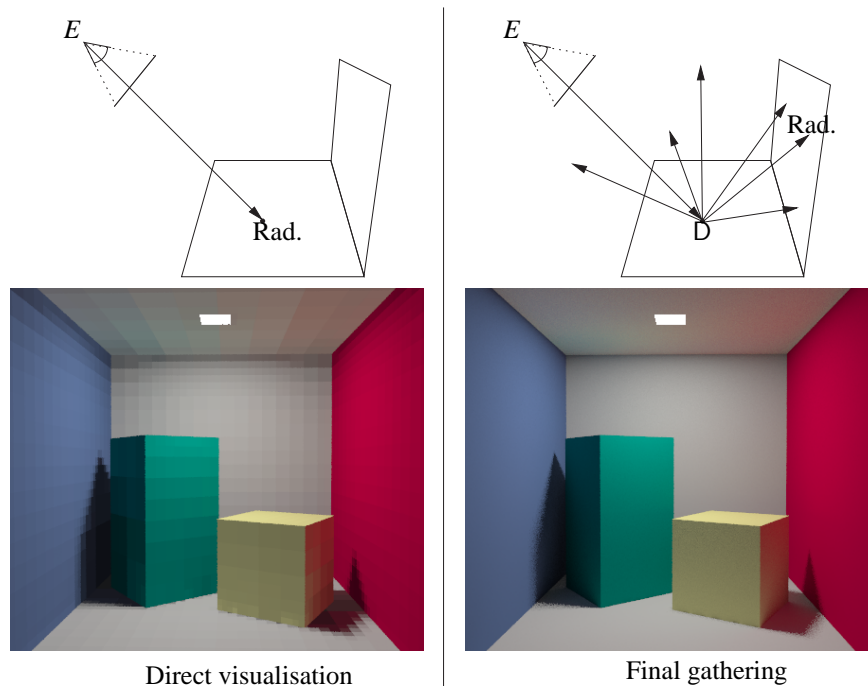 E
Rad.
Direct visualisation
E
Rad.
D
Final gathering